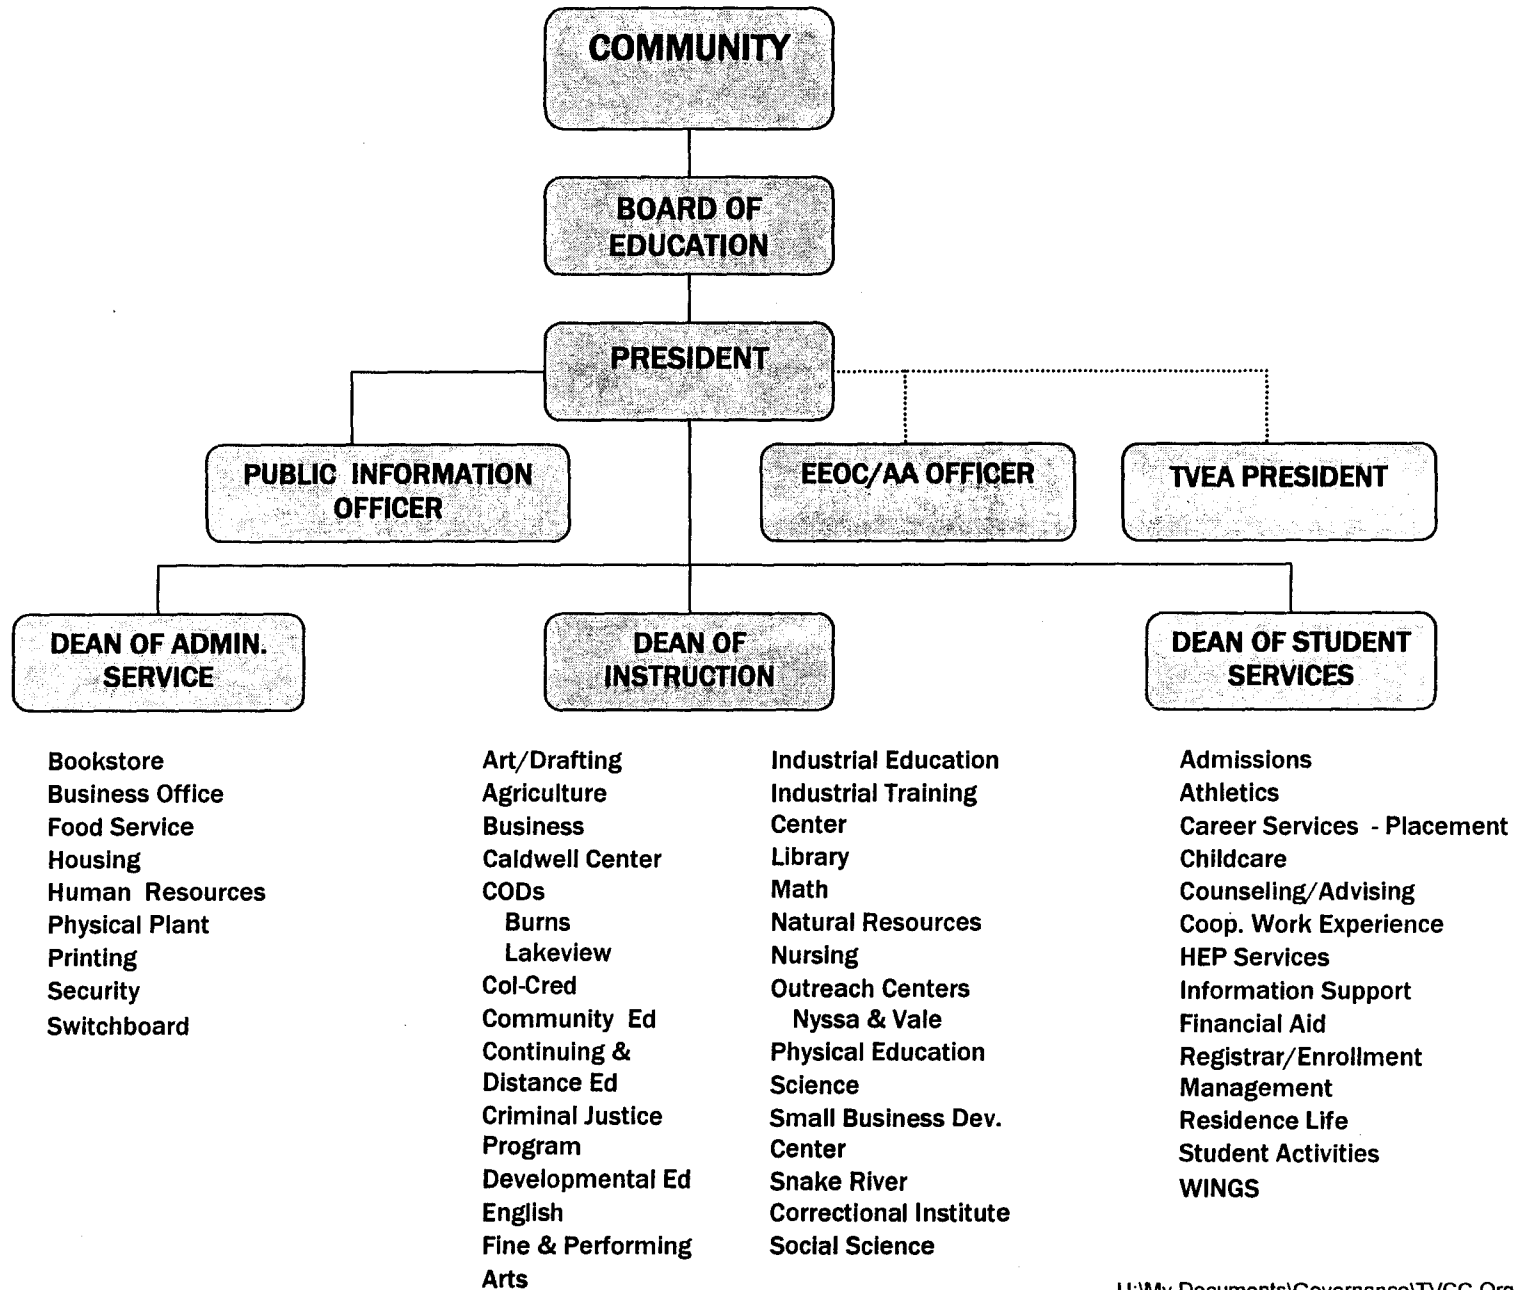 COMMUNITY
BOARD OF
EDUCATION
PRESIDENT
PUBLIC INFORMATION
OFFICER
EEOC/AA OFFICER
TVEA PRESIDENT
DEAN OF ADMIN.
SERVICE
DEAN OF
INSTRUCTION
DEAN OF STUDENT
SERVICES
Bookstore
Business Office
Food Service
Housing
Human Resources
Physical Plant
Printing
Security
Switchboard
Art/Drafting
Agriculture
Business
Caldwell Center
CODs
Burns
Lakeview
Col-Cred
Community Ed
Continuing &
Distance Ed
Criminal Justice
Program
Developmental Ed
English
Fine & Performing
Arts
Industrial Education
Industrial Training
Center
Library
Math
Natural Resources
Nursing
Outreach Centers
Nyssa & Vale
Physical Education
Science
Small Business Dev.
Center
Snake River
Correctional Institute
Social Science
Admissions
Athletics
Career Services - Placement
Childcare
Counseling/Advising
Coop. Work Experience
HEP Services
Information Support
Financial Aid
Registrar/Enrollment
Management
Residence Life
Student Activities
WINGS